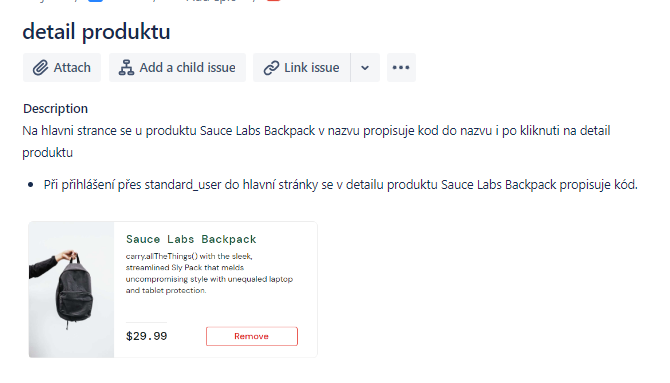 detail produktu
Attach
Add a child issue
Link issue
Description
Na hlavni strance se u produktu Sauce Labs Backpack v nazvu propisuje kod do nazvu i po kliknuti na detail
produktu
Při přihlášení přes standard_user do hlavní stránky se v detailu produktu Sauce Labs Backpack propisuje kód.
Sauce Labs Backpack
carry.allTheThings() with the sleek,
streamlined Sly Pack that melds
uncompromising style with unequaled laptop
and tablet protection.
$29.99
Remove